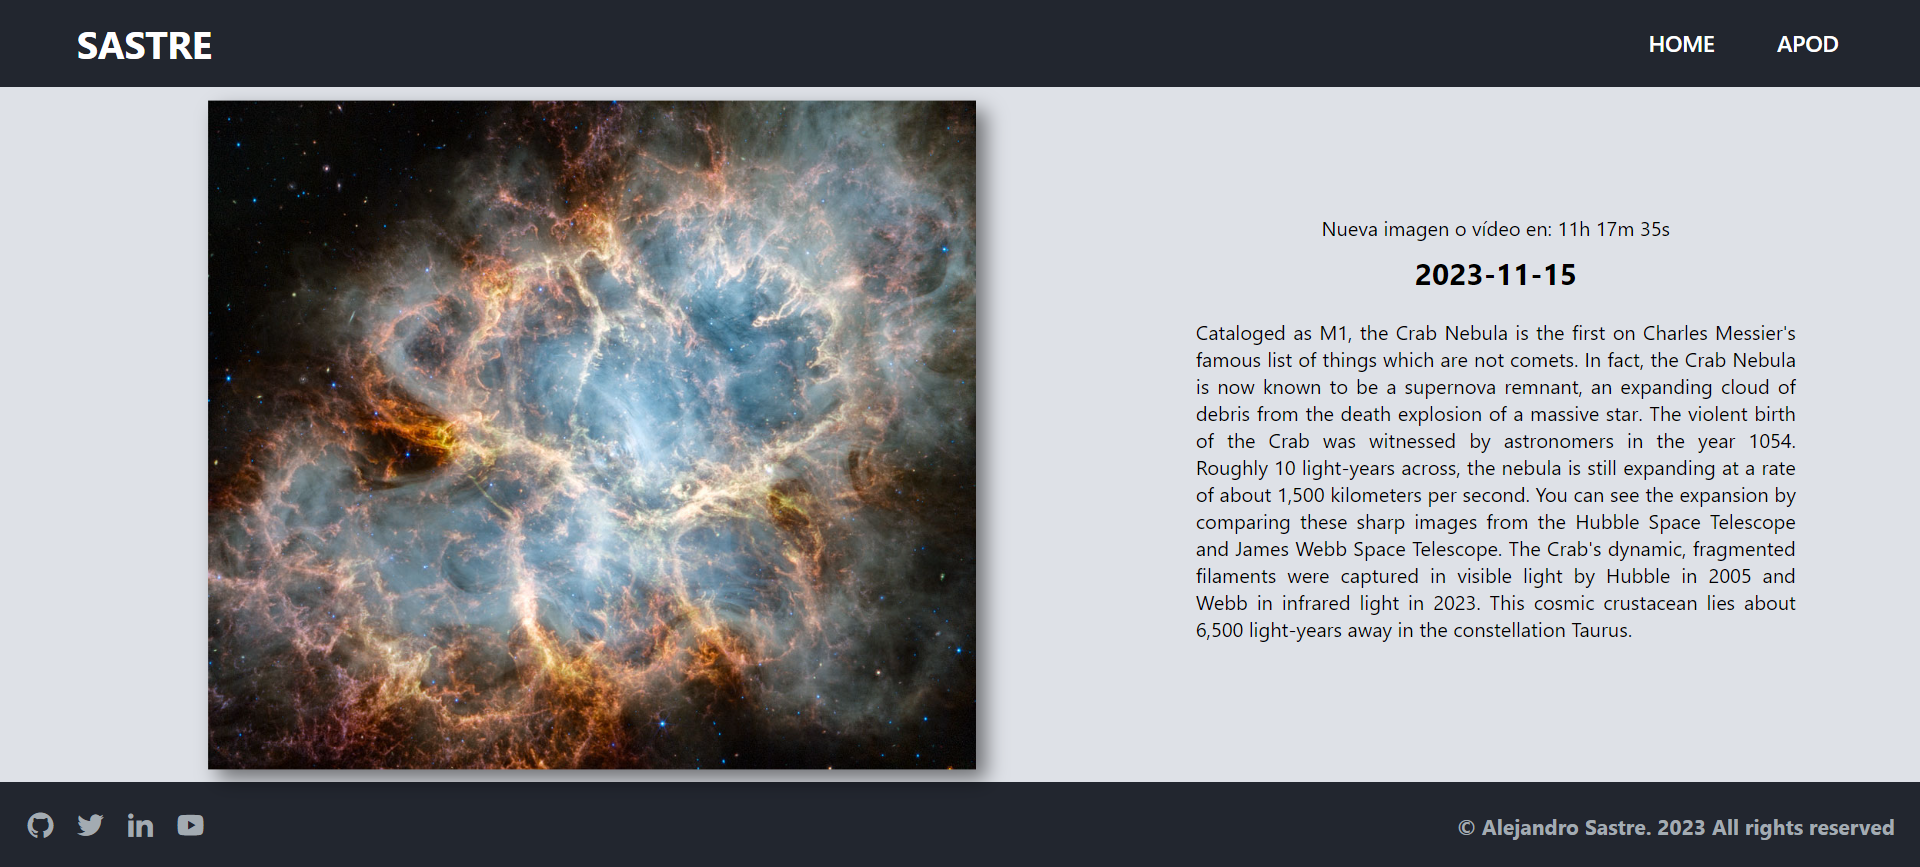 SASTRE
HOME
APOD
Nueva imagen o vídeo en: 11h 17m 35s
2023-11-15
Cataloged as M1, the Crab Nebula is the first on Charles Messier's
famous list of things which are not comets. In fact, the Crab Nebula
is now known to be a supernova remnant, an expanding cloud of
debris from the death explosion of a massive star. The violent birth
of the Crab was witnessed by astronomers in the year 1054.
Roughly 10 light-years across, the nebula is still expanding at a rate
of about 1,500 kilometers per second. You can see the expansion by
comparing these sharp images from the Hubble Space Telescope
and James Webb Space Telescope. The Crab's dynamic, fragmented
filaments were captured in visible light by Hubble in 2005 and
Webb in infrared light in 2023. This cosmic crustacean lies about
6,500 light-years away in the constellation Taurus.
© Alejandro Sastre. 2023 All rights reserved